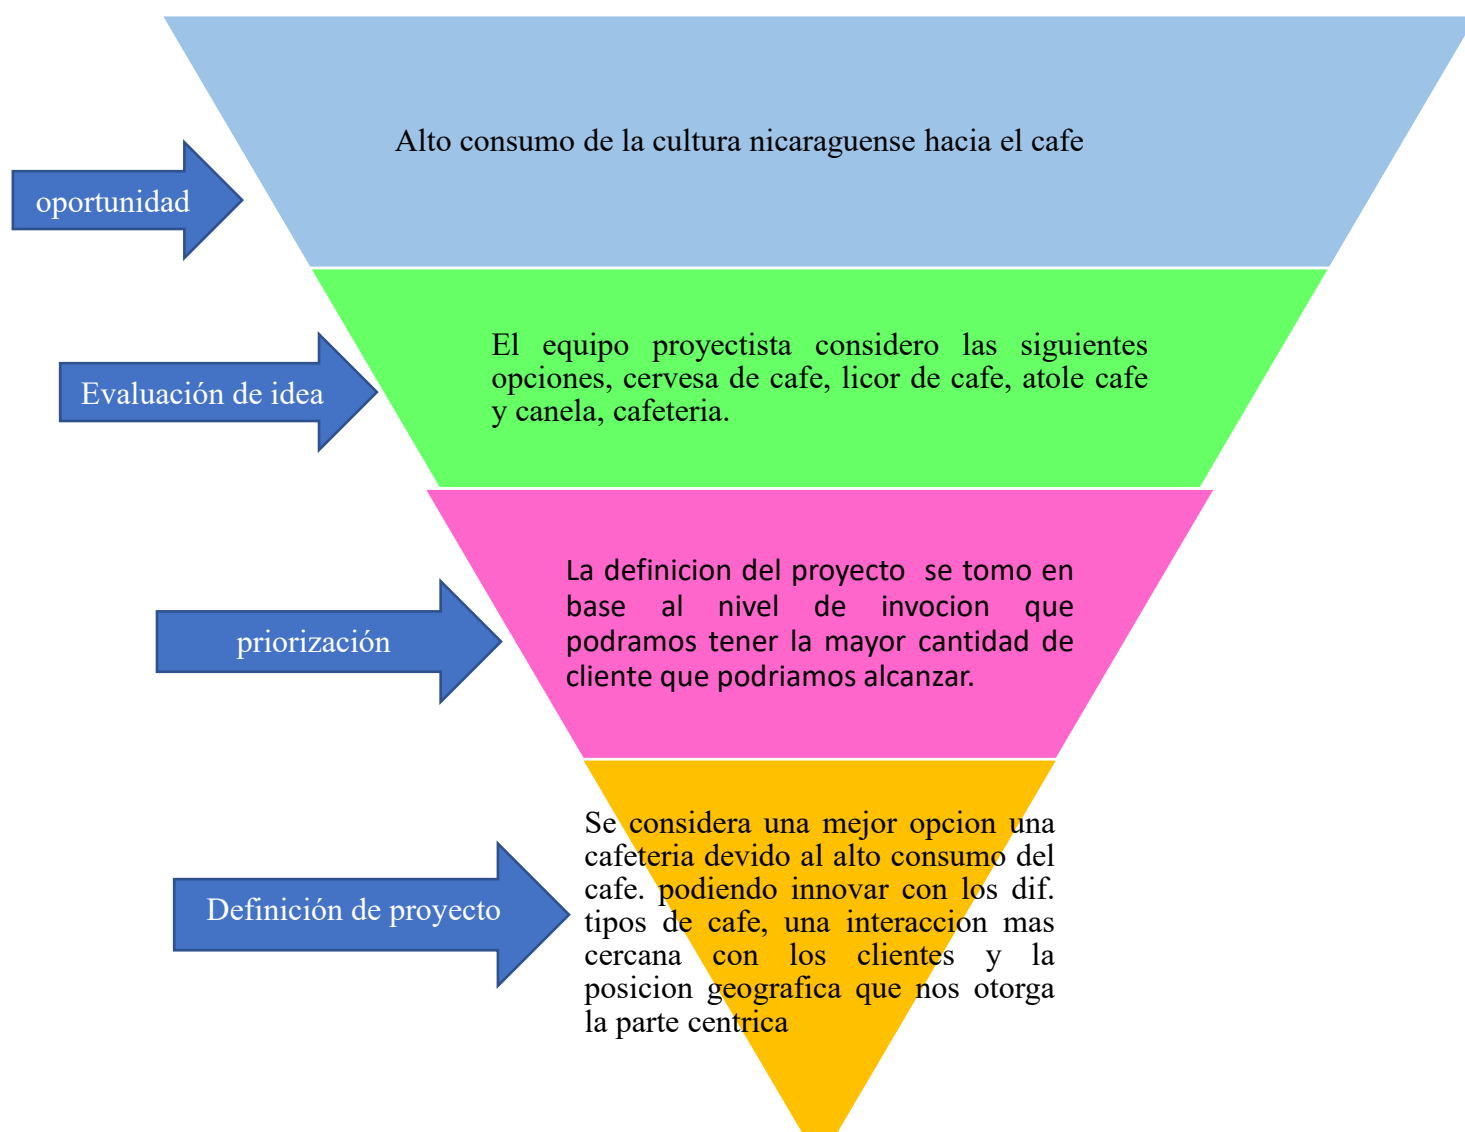 Alto consumo de la cultura nicaraguense hacia el cafe
oportunidad
El equipo proyectista considero las siguientes
opciones, cervesa de cafe, licor de cafe, atole cafe
y canela, cafeteria.
Evaluación de idea
La definicion del proyecto se tomo en
base al nivel de invocion que
podramos tener la mayor cantidad de
cliente que podriamos alcanzar.
priorización
Se considera una mejor opcion una
cafeteria devido al alto consumo del
cafe. podiendo innovar con los dif.
tipos de cafe, una interaccion mas
cercana con los clientes y la
posicion geografica que nos otorga
la parte centrica
Definición de proyecto